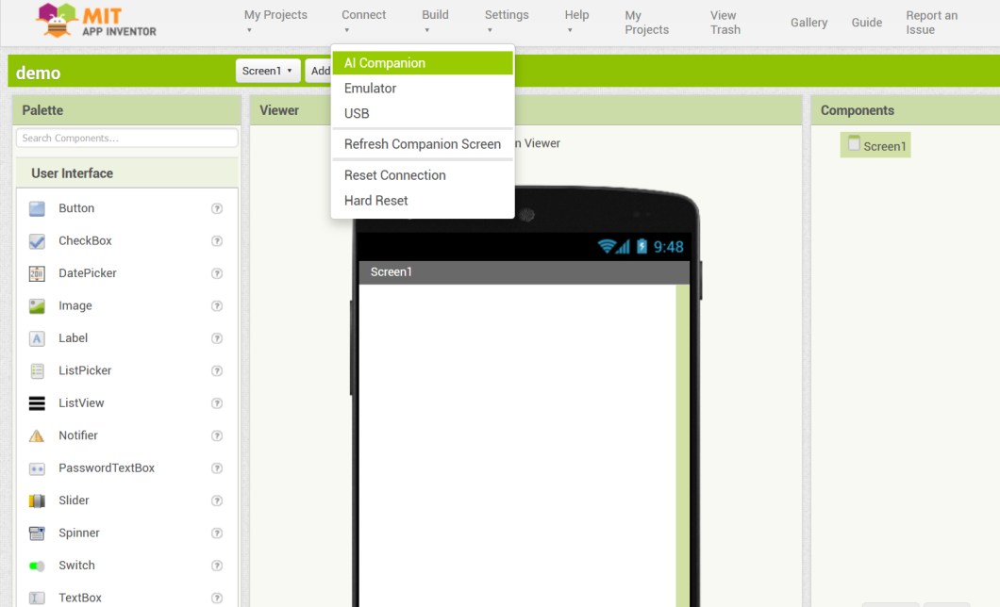 MIT
APP INVENTOR
My Projects
Connect
Build
Settings
Help
My
Projects
View
Trash
Gallery
Guide
Report an
Issue
demo
Screen1
Add
AI Companion
Emulator
USB
Refresh Companion Screen
Reset Connection
Hard Reset
Palette
Search Components...
User Interface
Button ?
CheckBox ?
DatePicker ?
Image ?
Label ?
ListPicker ?
ListView ?
Notifier ?
PasswordTextBox ?
Slider ?
Spinner ?
Switch ?
TextBox ?
Viewer
n Viewer
9:48
Screen1
Components
Screen1